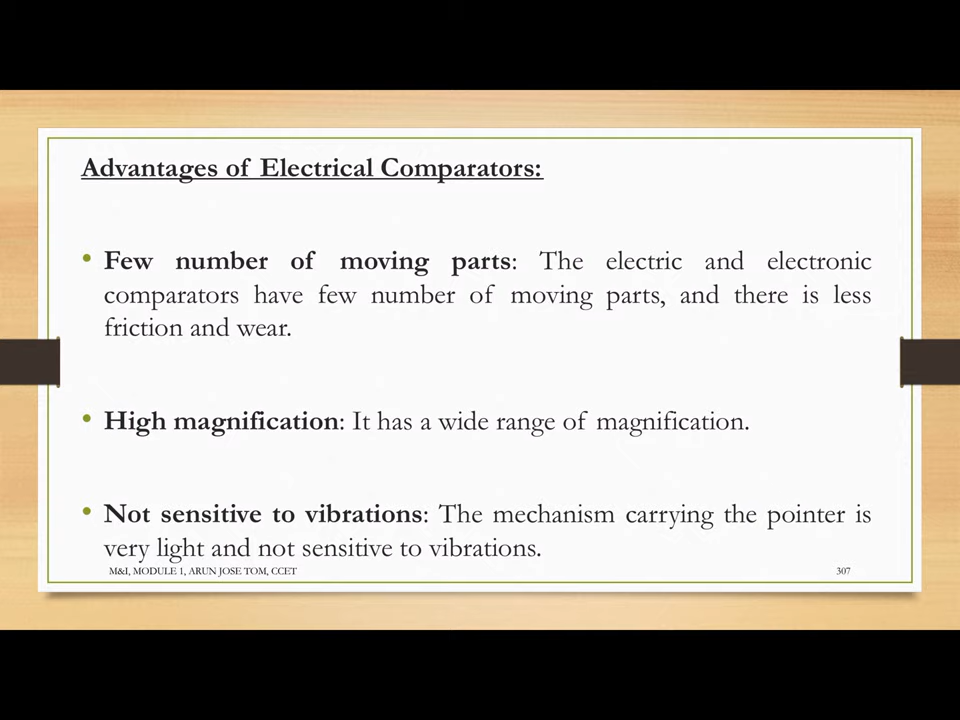 Advantages of Electrical Comparators:
• Few number of moving parts: The electric and electronic
comparators have few number of moving parts, and there is less
friction and wear.
• High magnification: It has a wide range of magnification.
• Not sensitive to vibrations: The mechanism carrying the pointer is
very light and not sensitive to vibrations.
M&I, MODULE 1, ARUN JOSE TOM, CCET 307